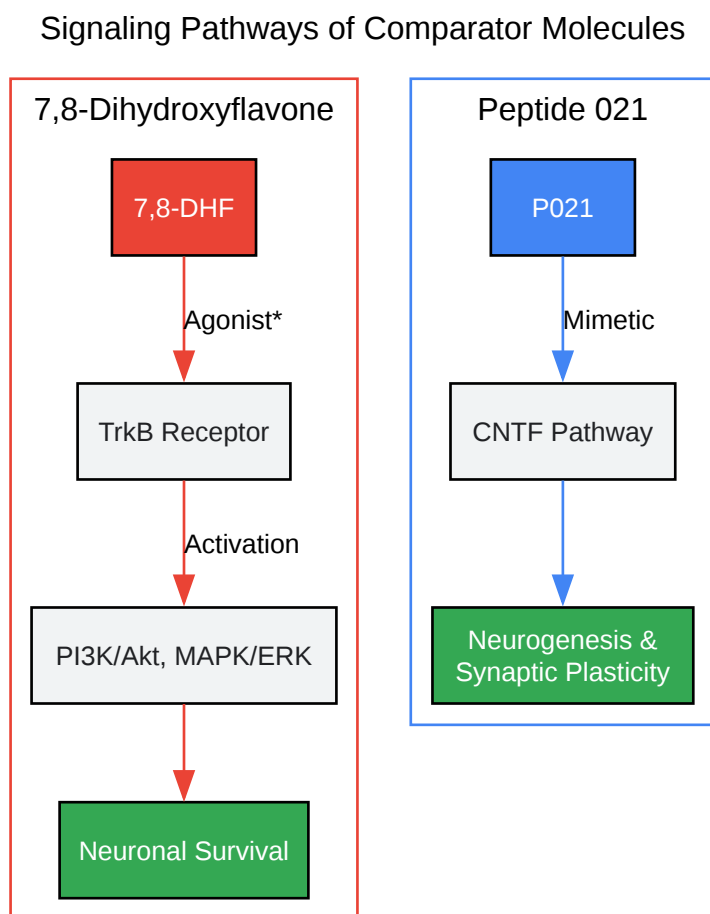 Signaling Pathways of Comparator Molecules
7,8-Dihydroxyflavone
7,8-DHF
Agonist*
TrkB Receptor
Activation
PI3K/Akt, MAPK/ERK
Neuronal Survival
Peptide 021
P021
Mimetic
CNTF Pathway
Neurogenesis &
Synaptic Plasticity